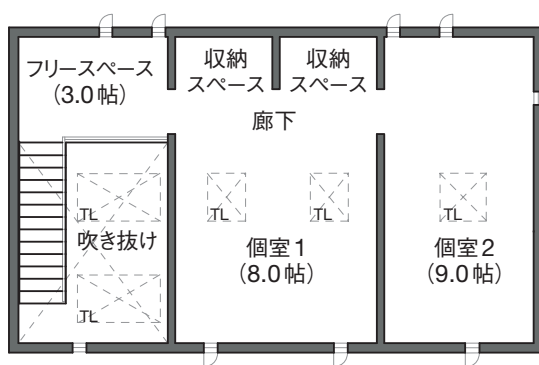 フリースペース
（3.0帖）
収納
スペース
収納
スペース
廊下
TL
TL
TL
TL
吹き抜け
TL
個室1
（8.0帖）
個室2
（9.0帖）